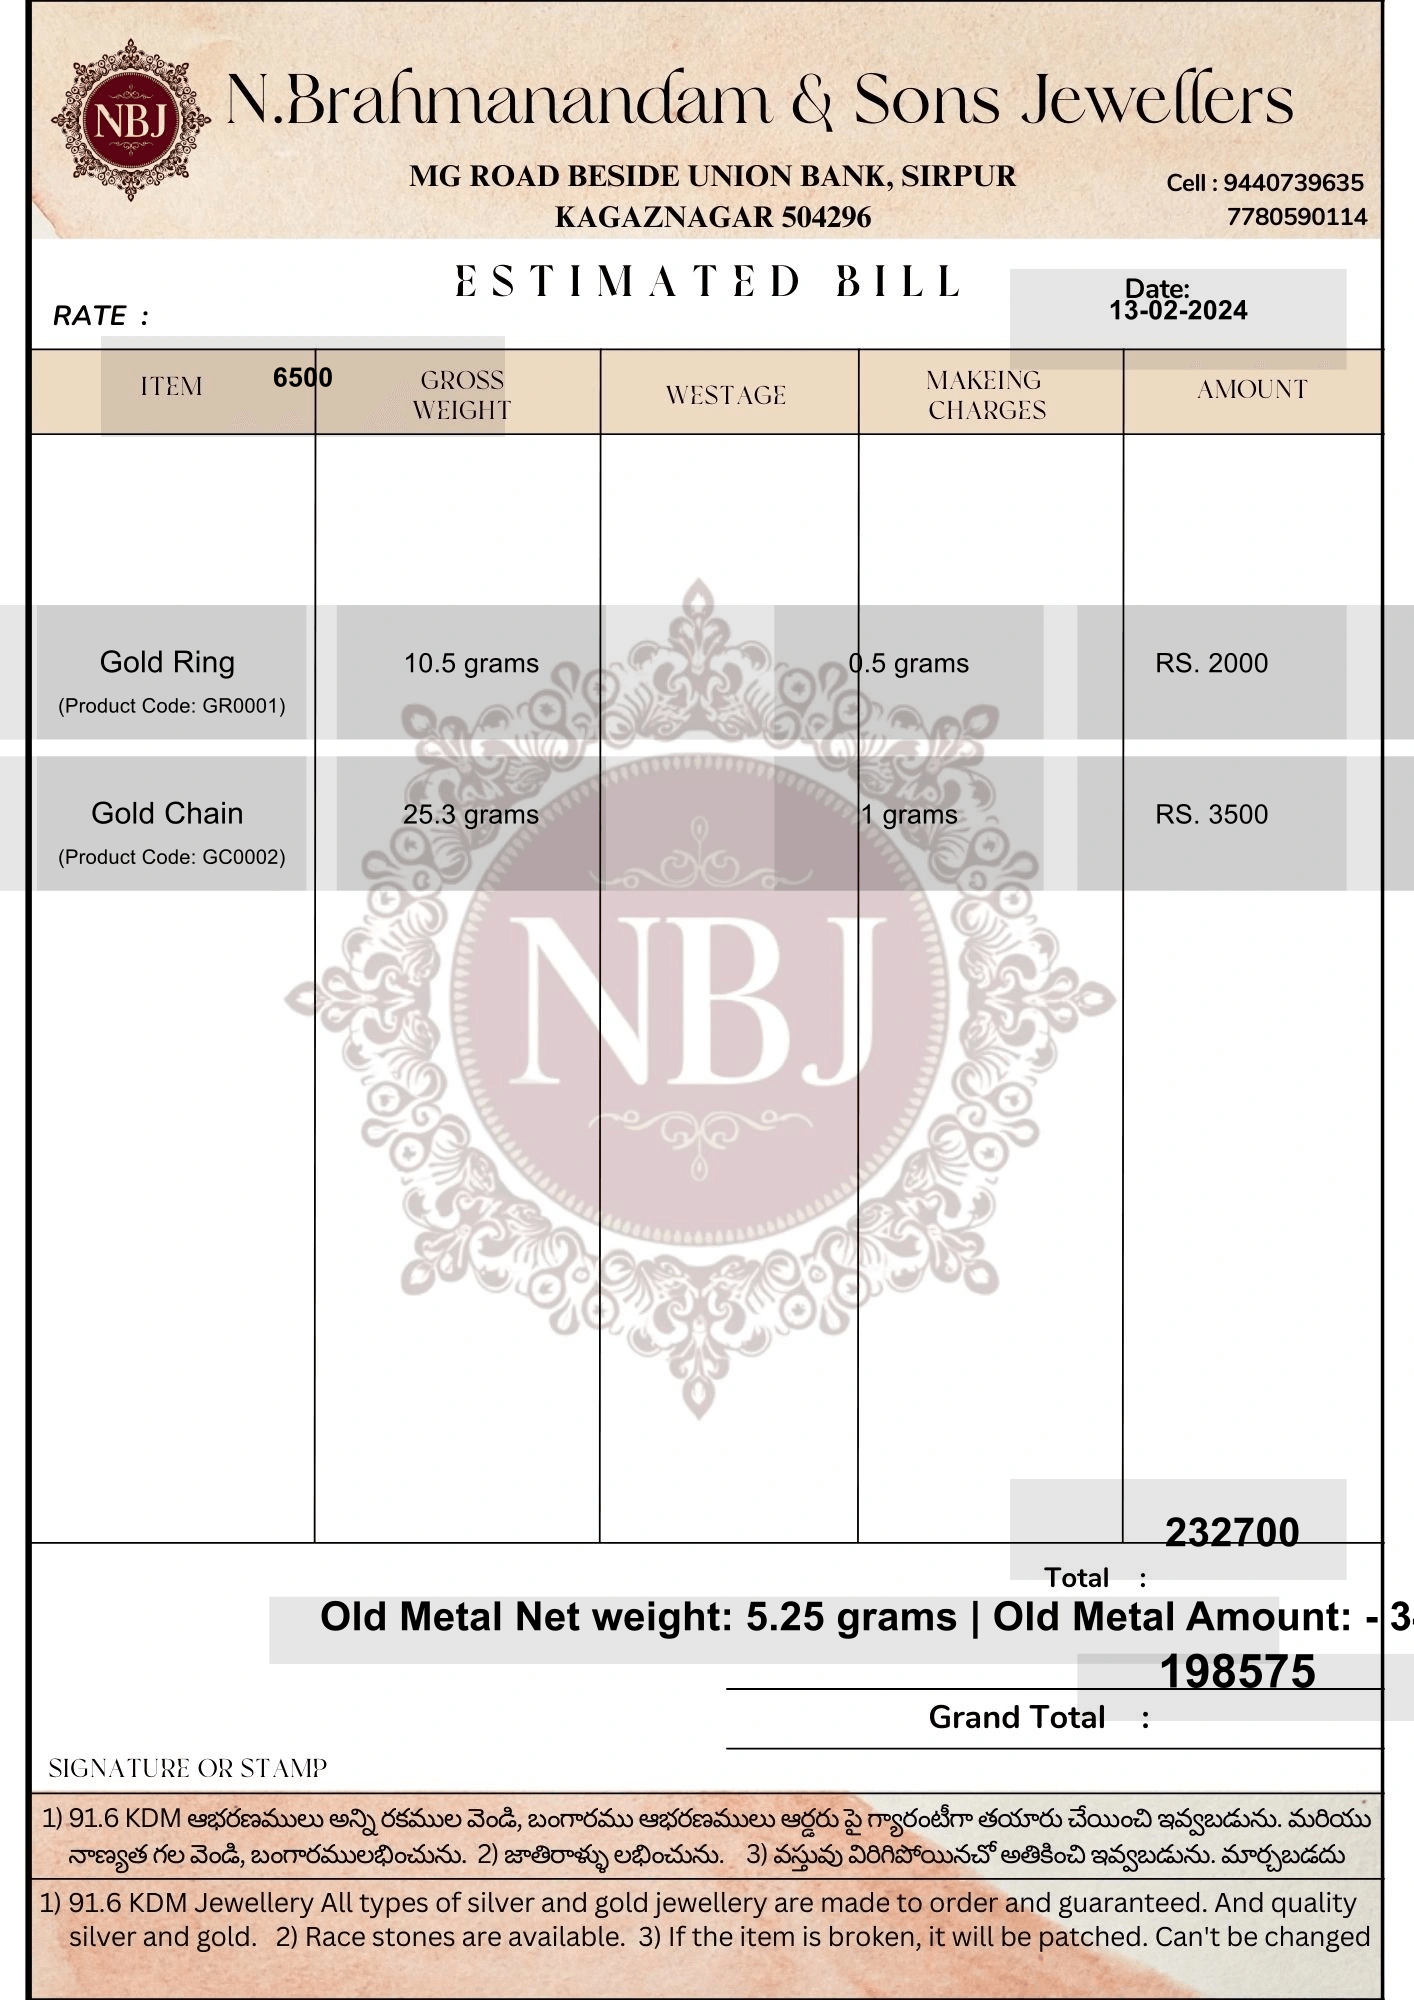 NBJ
N.Brahmanandam & Sons Jewellers
MG ROAD BESIDE UNION BANK, SIRPUR
KAGAZNAGAR 504296
Cell : 9440739635
7780590114
ESTIMATED BILL
Date:
13-02-2024
RATE :
6500
ITEM GROSS WEIGHT WESTAGE MAKEING CHARGES AMOUNT
Gold Ring 10.5 grams 0.5 grams RS. 2000
(Product Code: GR0001)
Gold Chain 25.3 grams 1 grams RS. 3500
(Product Code: GC0002)
NBJ
232700
Total :
Old Metal Net weight: 5.25 grams | Old Metal Amount: -
198575
Grand Total :
SIGNATURE OR STAMP
1) 91.6 KDM ఆభరణములు అన్ని రకముల వెండి, బంగారము ఆభరణములు ఆర్డరు పై గ్యారంటీగా తయారు చేయించి ఇవ్వబడును. మరియు
నాణ్యత గల వెండి, బంగారములభించును. 2) జాతిరాళ్ళు లభించును. 3) వస్తువు విరిగిపోయినచో అతికించి ఇవ్వబడును. మార్చబడదు
1) 91.6 KDM Jewellery All types of silver and gold jewellery are made to order and guaranteed. And quality
silver and gold. 2) Race stones are available. 3) If the item is broken, it will be patched. Can't be changed